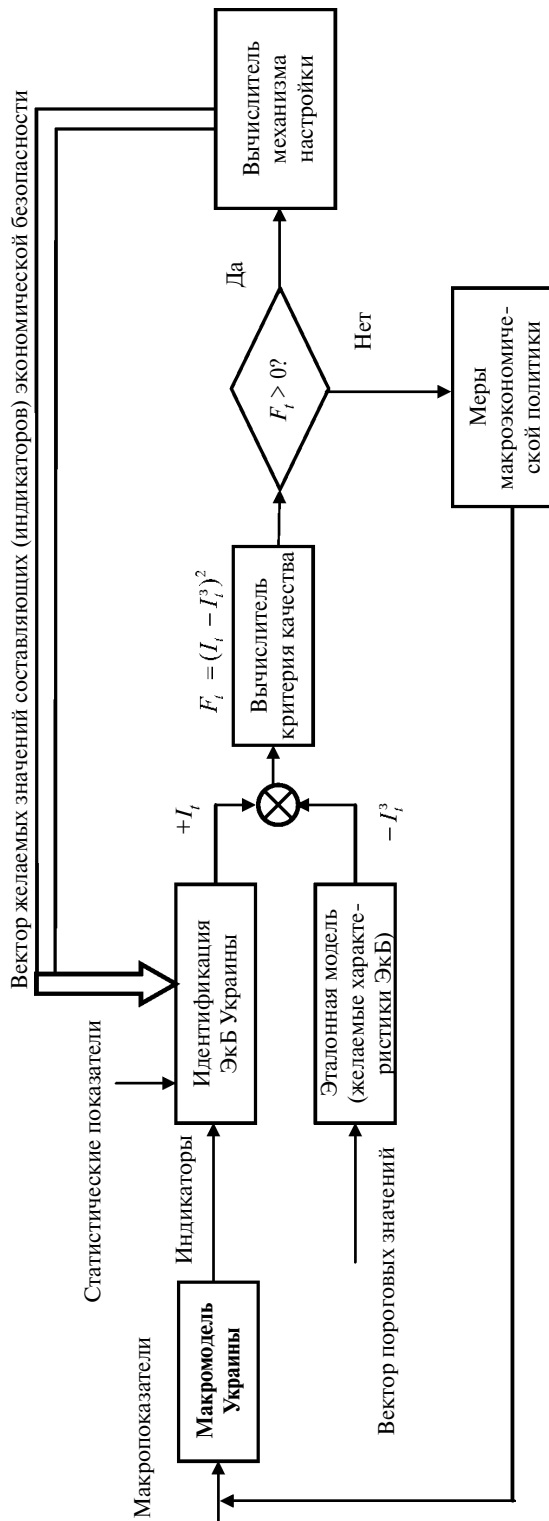 Вектор желаемых значений составляющих (индикаторов) экономической безопасности
Статистические показатели
Макропоказатели
Макромодель
Украины
Индикаторы
Идентификация
ЭкБ Украины
+I_t
F_t = (I_t − I_t^3)^2
Вычислитель
критерия качества
F_t > 0?
Да
Вычислитель
механизма
настройки
Нет
Меры
макроэкономиче-
ской политики
Вектор пороговых значений
Эталонная модель
(желаемые характе-
ристики ЭкБ)
− I_t^3